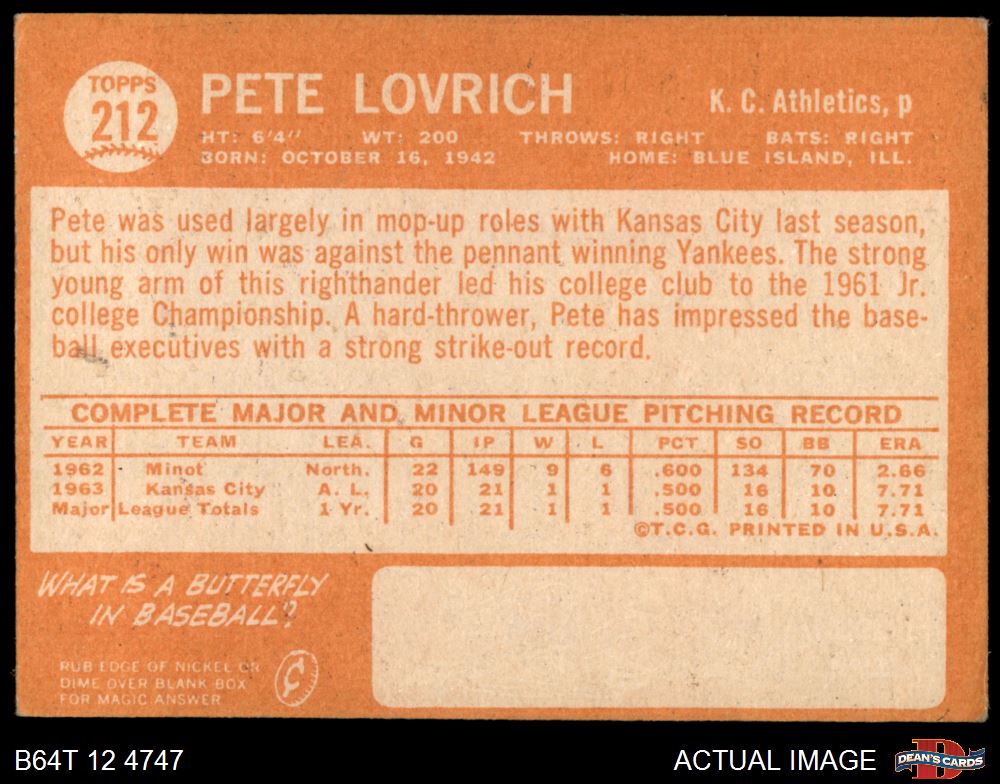 TOPPS
212
PETE LOVRICH
K. C. Athletics, p
HT: 6'4" WT: 200 THROWS: RIGHT BATS: RIGHT
BORN: OCTOBER 16, 1942 HOME: BLUE ISLAND, ILL.
Pete was used largely in mop-up roles with Kansas City last season,
but his only win was against the pennant winning Yankees. The strong
young arm of this righthander led his college club to the 1961 Jr.
college Championship. A hard-thrower, Pete has impressed the base-
ball executives with a strong strike-out record.
COMPLETE MAJOR AND MINOR LEAGUE PITCHING RECORD
YEAR TEAM LEA. G IP W L PCT SO BB ERA
1962 Minot North. 22 149 9 6 .600 134 70 2.66
1963 Kansas City A. L. 20 21 1 1 .500 16 10 7.71
Major League Totals 1 Yr. 20 21 1 1 .500 16 10 7.71
©T.C.G. PRINTED IN U.S.A.
WHAT IS A BUTTERFLY
IN BASEBALL?
RUB EDGE OF NICKEL OR
DIME OVER BLANK BOX
FOR MAGIC ANSWER
B64T 12 4747
ACTUAL IMAGE
DEAN'S CARDS